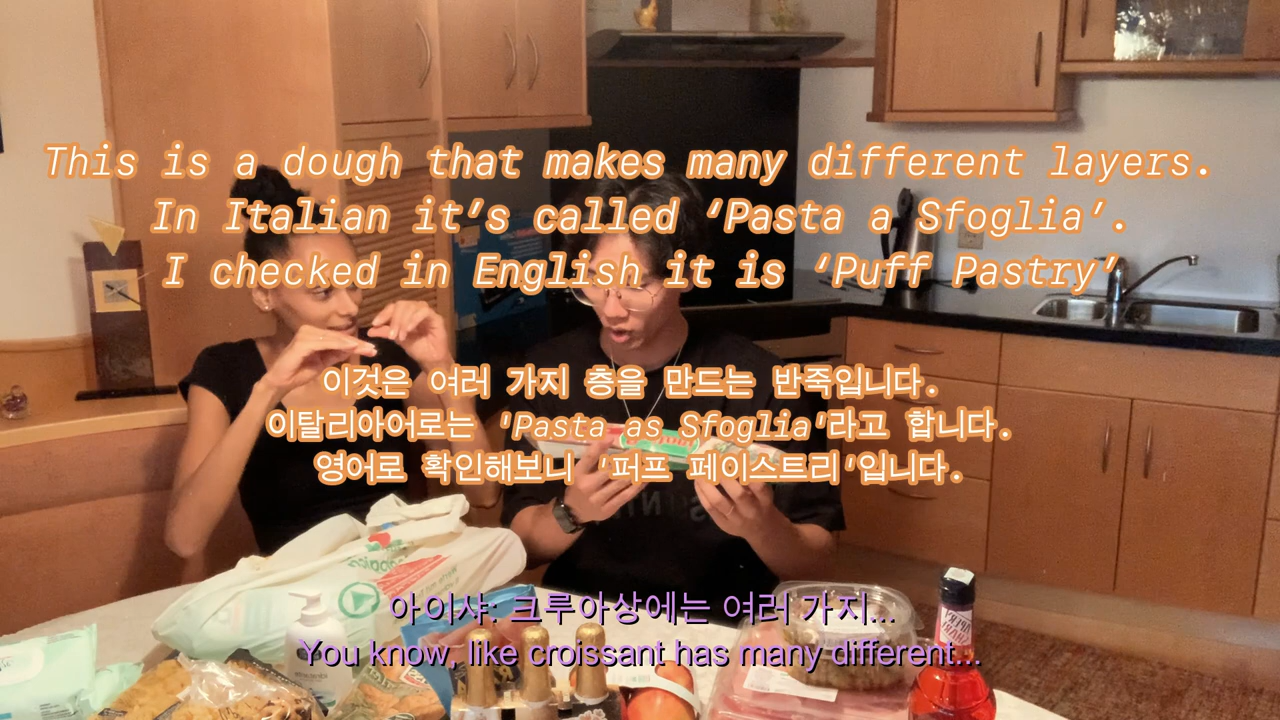 This is a dough that makes many different layers.
In Italian it’s called ‘Pasta a Sfoglia’.
I checked in English it is ‘Puff Pastry’
이것은 여러 가지 층을 만드는 반죽입니다.
이탈리아어로는 'Pasta as Sfoglia'라고 합니다.
영어로 확인해보니 '퍼프 페이스트리'입니다.
아이샤: 크루아상에는 여러 가지...
You know, like croissant has many different...